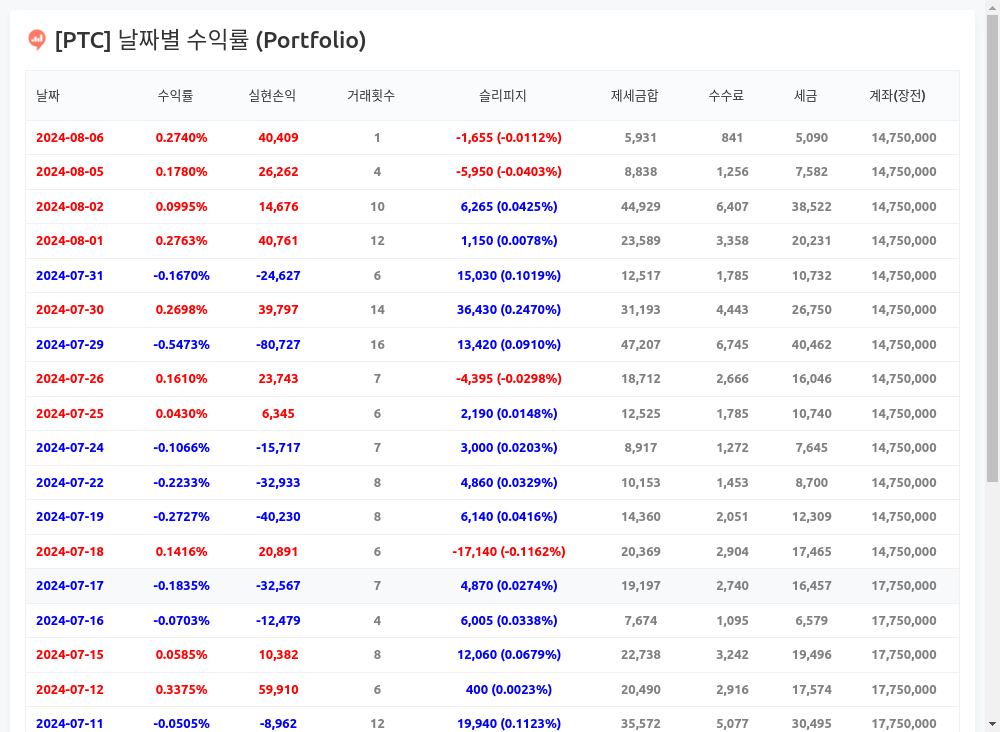 [PTC] 날짜별 수익률 (Portfolio)
날짜 수익률 실현손익 거래횟수 슬리피지 제세금합 수수료 세금 계좌(장전)
2024-08-06 0.2740% 40,409 1 -1,655 (-0.0112%) 5,931 841 5,090 14,750,000
2024-08-05 0.1780% 26,262 4 -5,950 (-0.0403%) 8,838 1,256 7,582 14,750,000
2024-08-02 0.0995% 14,676 10 6,265 (0.0425%) 44,929 6,407 38,522 14,750,000
2024-08-01 0.2763% 40,761 12 1,150 (0.0078%) 23,589 3,358 20,231 14,750,000
2024-07-31 -0.1670% -24,627 6 15,030 (0.1019%) 12,517 1,785 10,732 14,750,000
2024-07-30 0.2698% 39,797 14 36,430 (0.2470%) 31,193 4,443 26,750 14,750,000
2024-07-29 -0.5473% -80,727 16 13,420 (0.0910%) 47,207 6,745 40,462 14,750,000
2024-07-26 0.1610% 23,743 7 -4,395 (-0.0298%) 18,712 2,666 16,046 14,750,000
2024-07-25 0.0430% 6,345 6 2,190 (0.0148%) 12,525 1,785 10,740 14,750,000
2024-07-24 -0.1066% -15,717 7 3,000 (0.0203%) 8,917 1,272 7,645 14,750,000
2024-07-22 -0.2233% -32,933 8 4,860 (0.0329%) 10,153 1,453 8,700 14,750,000
2024-07-19 -0.2727% -40,230 8 6,140 (0.0416%) 14,360 2,051 12,309 14,750,000
2024-07-18 0.1416% 20,891 6 -17,140 (-0.1162%) 20,369 2,904 17,465 14,750,000
2024-07-17 -0.1835% -32,567 7 4,870 (0.0274%) 19,197 2,740 16,457 17,750,000
2024-07-16 -0.0703% -12,479 4 6,005 (0.0338%) 7,674 1,095 6,579 17,750,000
2024-07-15 0.0585% 10,382 8 12,060 (0.0679%) 22,738 3,242 19,496 17,750,000
2024-07-12 0.3375% 59,910 6 400 (0.0023%) 20,490 2,916 17,574 17,750,000
2024-07-11 -0.0505% -8,962 12 19,940 (0.1123%) 35,572 5,077 30,495 17,750,000